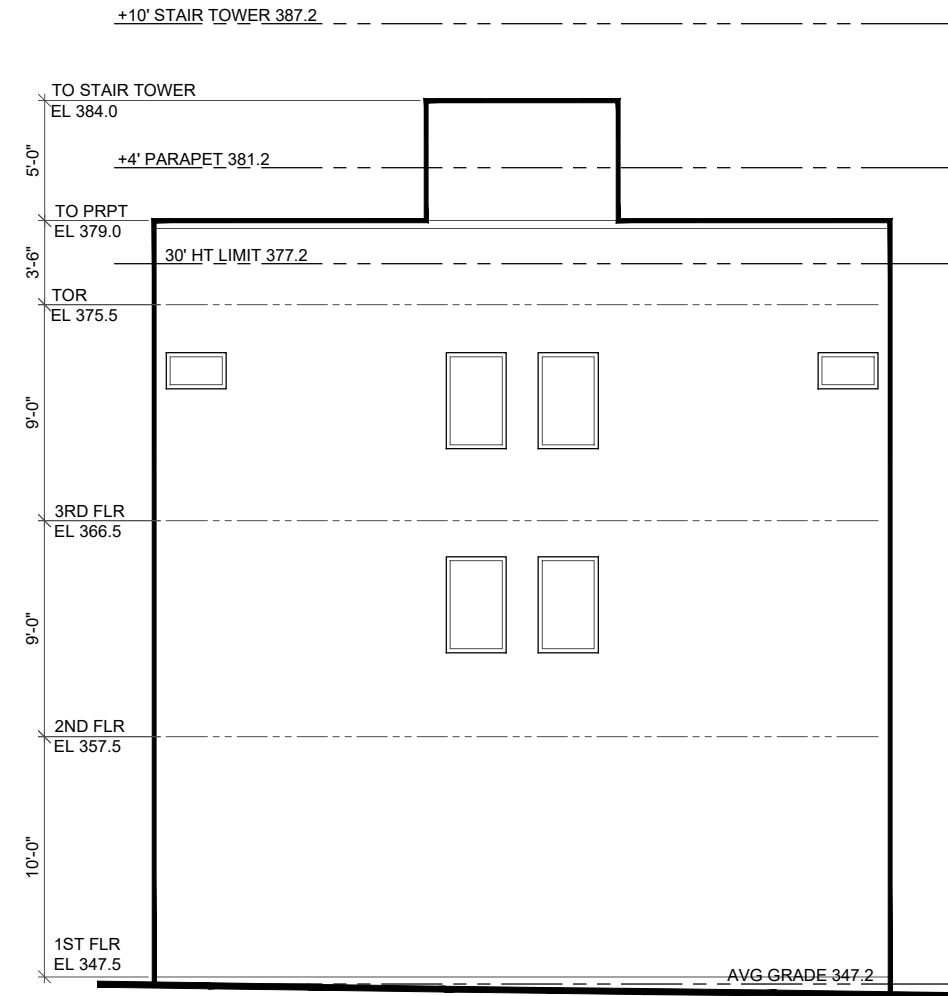 +10' STAIR TOWER 387.2
TO STAIR TOWER
EL 384.0
5'-0"
+4' PARAPET 381.2
TO PRPT
EL 379.0
3'-6"
30' HT LIMIT 377.2
TOR
EL 375.5
9'-0"
3RD FLR
EL 366.5
9'-0"
2ND FLR
EL 357.5
10'-0"
1ST FLR
EL 347.5
AVG GRADE 347.2